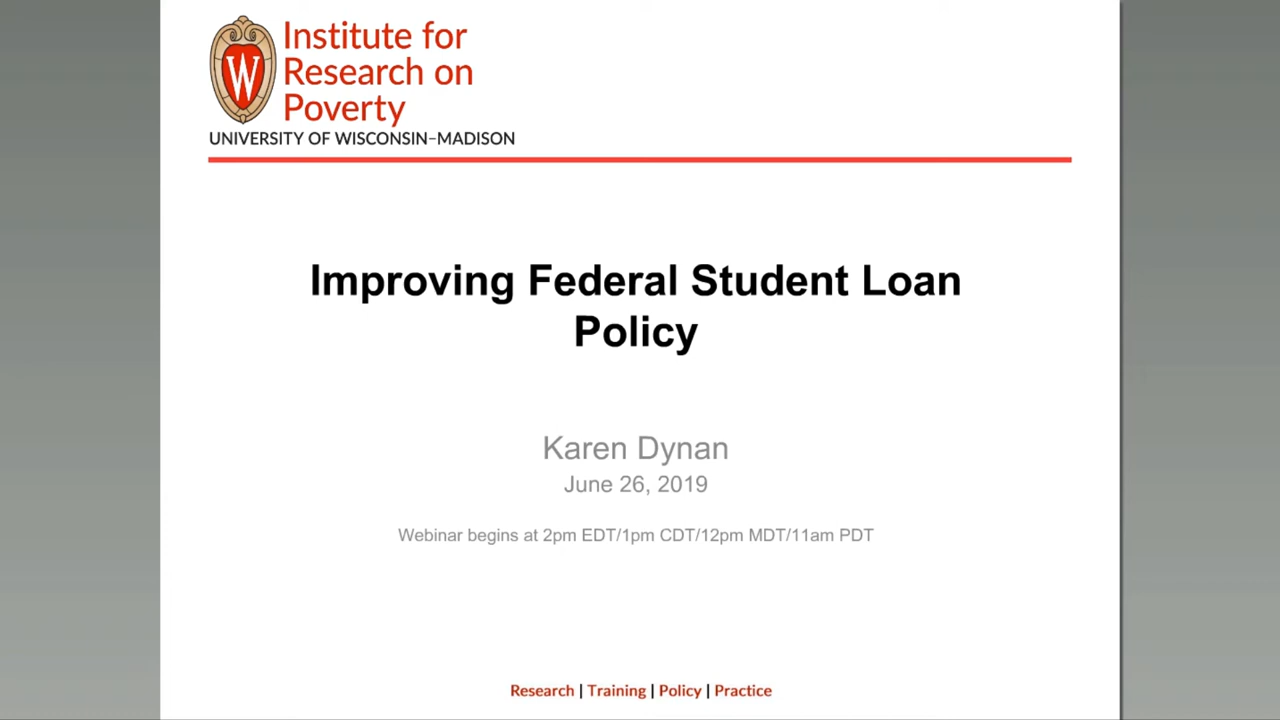 W
Institute for
Research on
Poverty
UNIVERSITY OF WISCONSIN–MADISON
Improving Federal Student Loan
Policy
Karen Dynan
June 26, 2019
Webinar begins at 2pm EDT/1pm CDT/12pm MDT/11am PDT
Research | Training | Policy | Practice